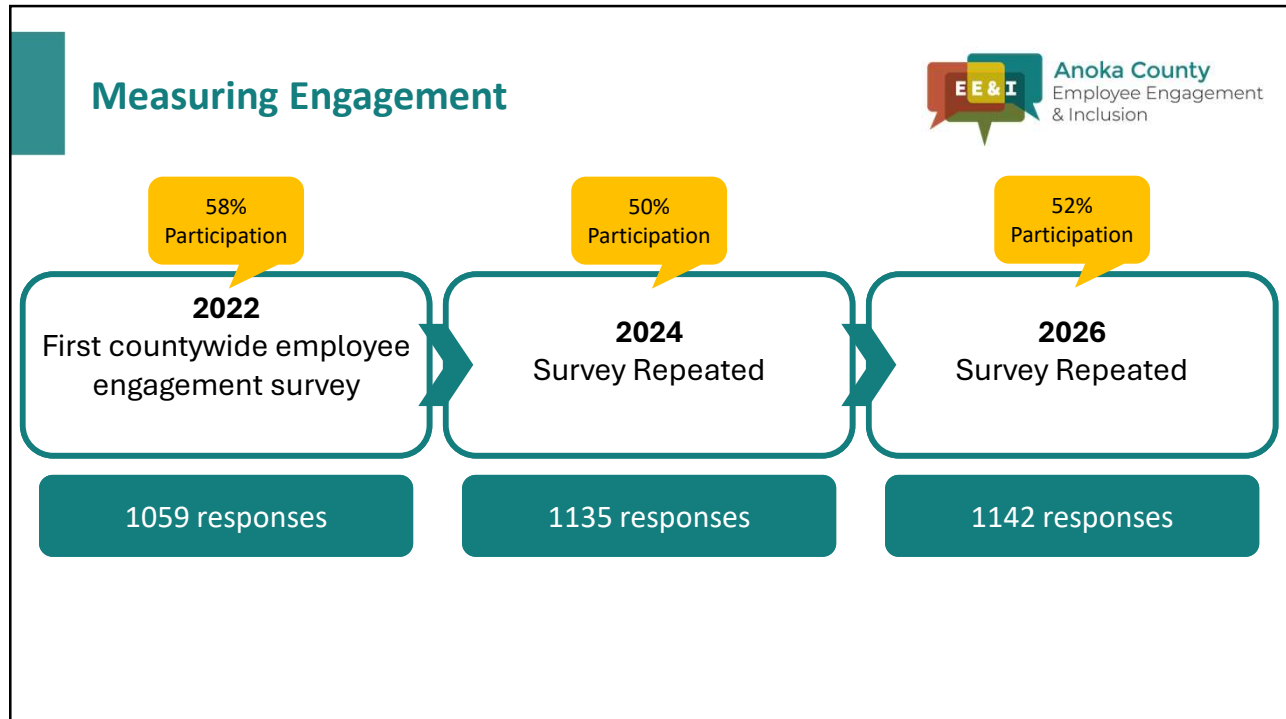 Measuring Engagement
EE&I
Anoka County
Employee Engagement
& Inclusion
58%
Participation
50%
Participation
52%
Participation
2022
First countywide employee
engagement survey
2024
Survey Repeated
2026
Survey Repeated
1059 responses
1135 responses
1142 responses